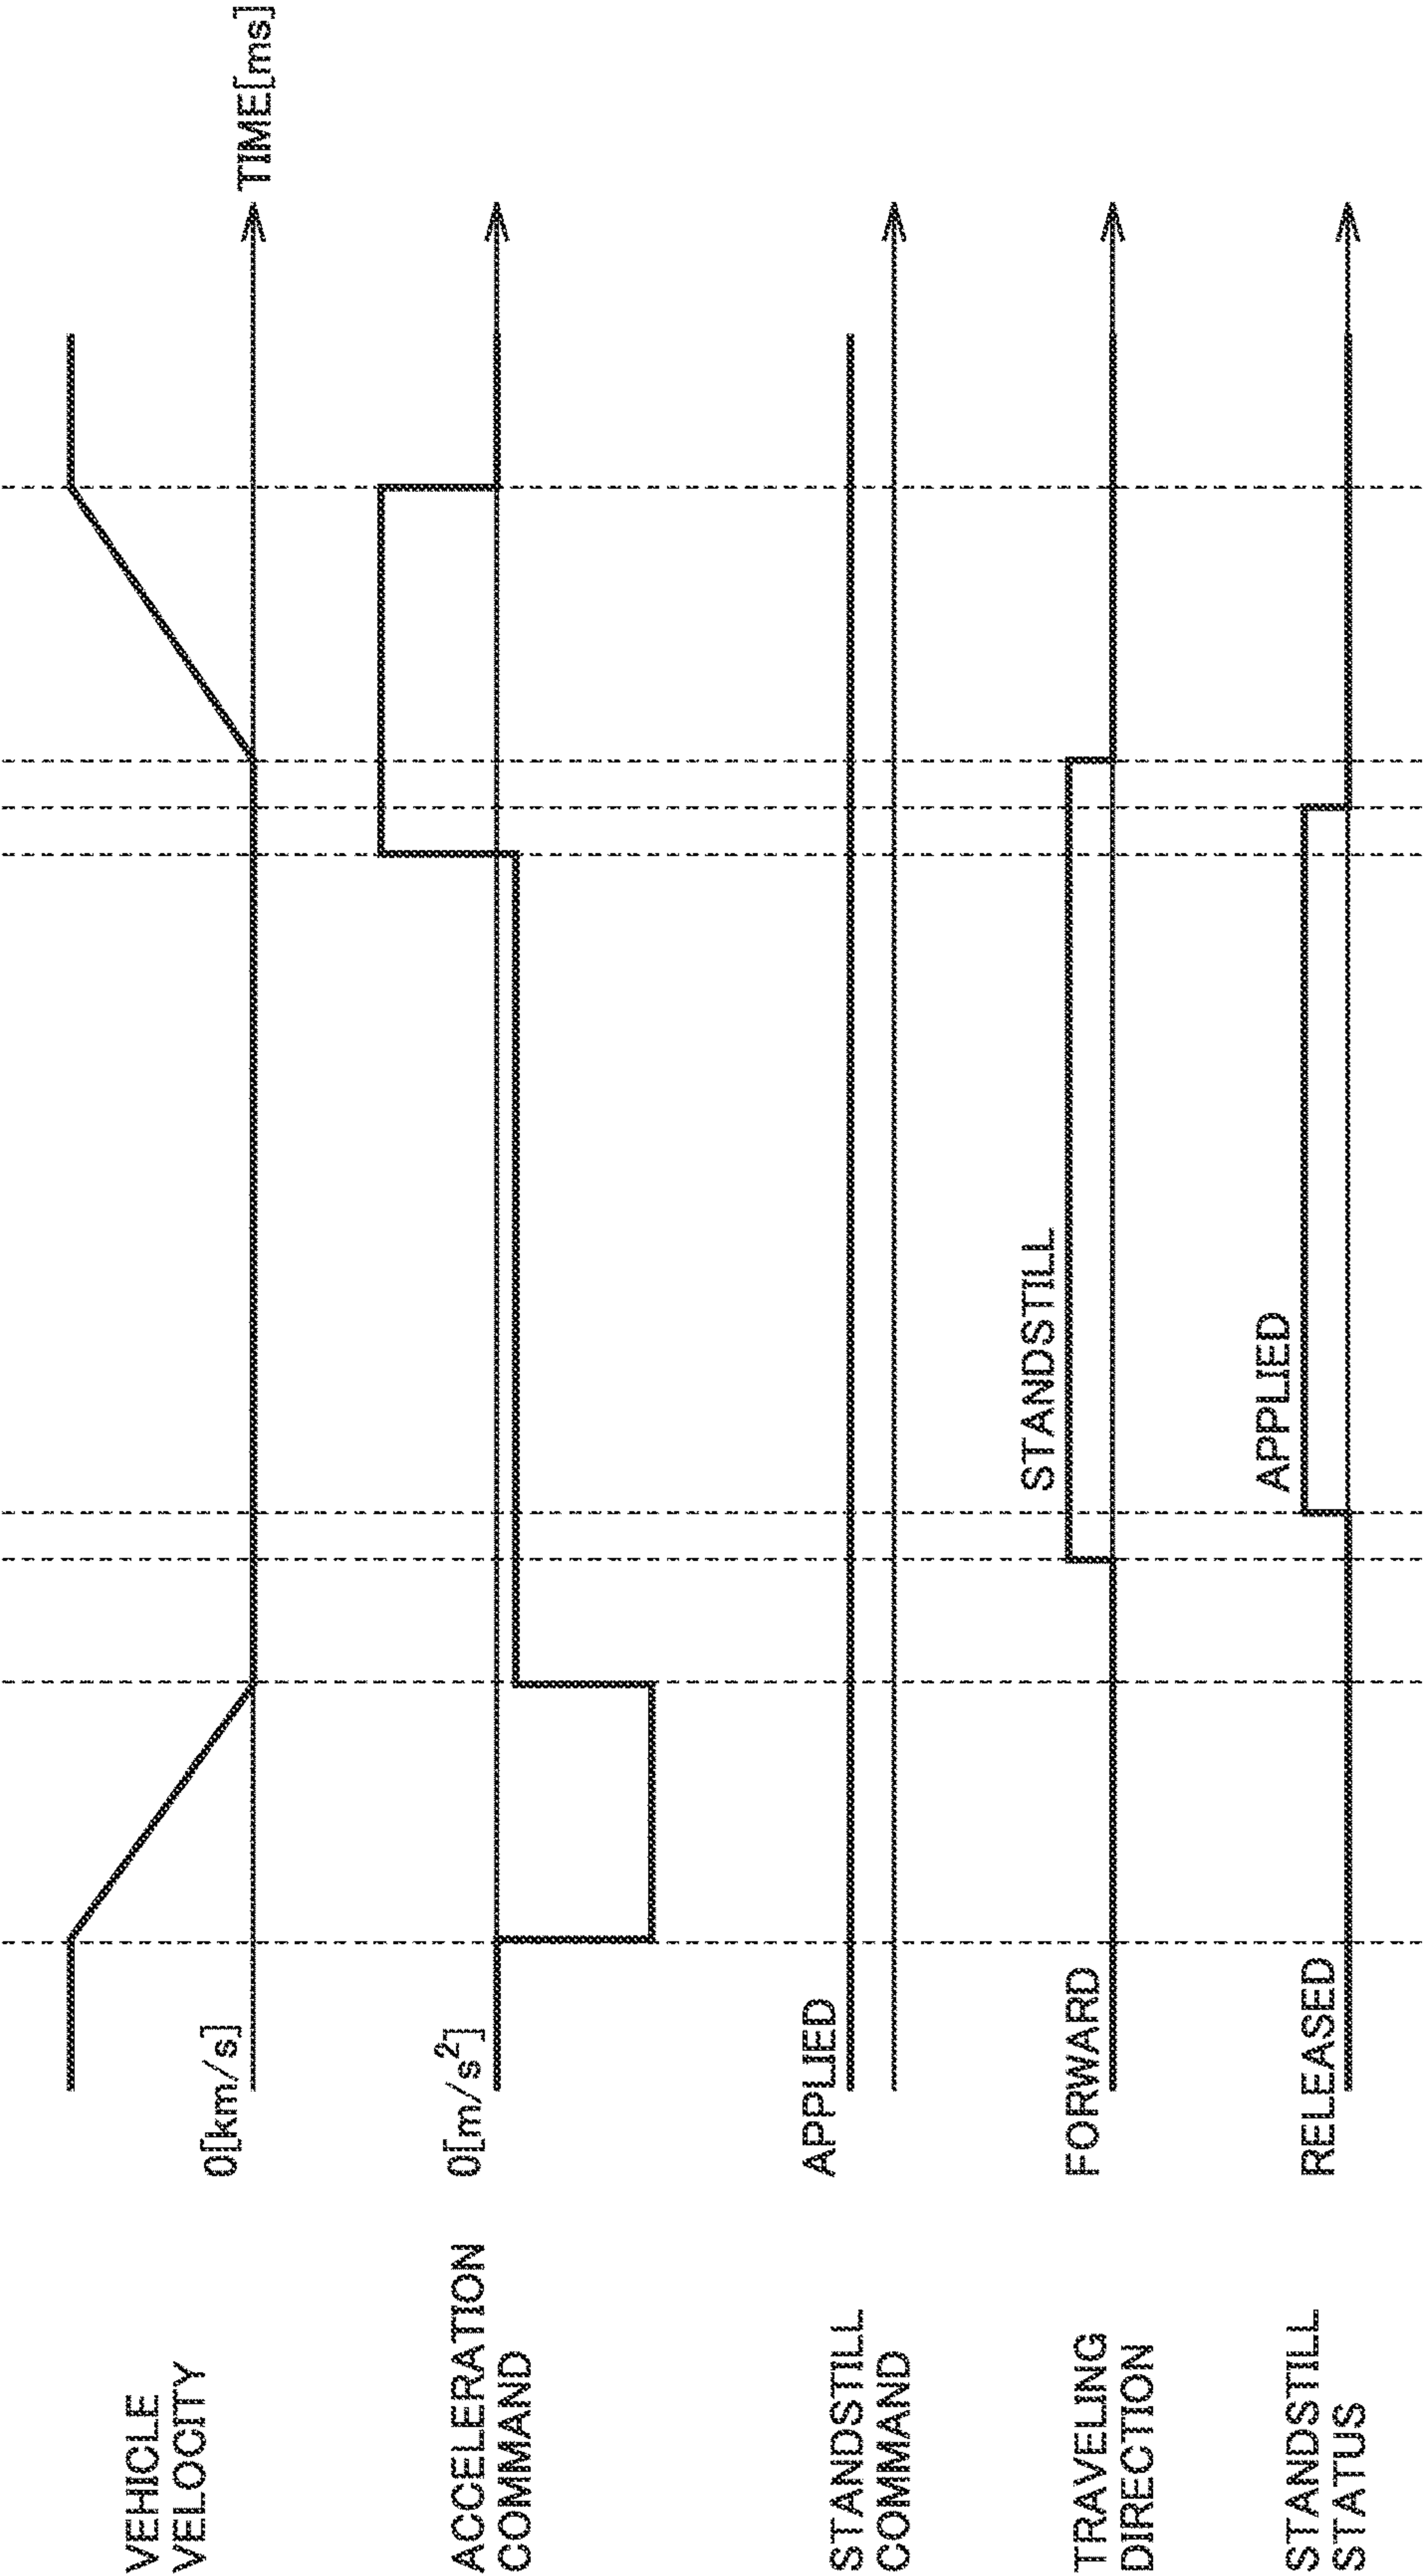 VEHICLE
VELOCITY
0[km/s]
TIME[ms]
ACCELERATION
COMMAND
0[m/s²]
STANDSTILL
COMMAND
APPLIED
TRAVELING
DIRECTION
FORWARD
STANDSTILL
STANDSTILL
STATUS
RELEASED
APPLIED